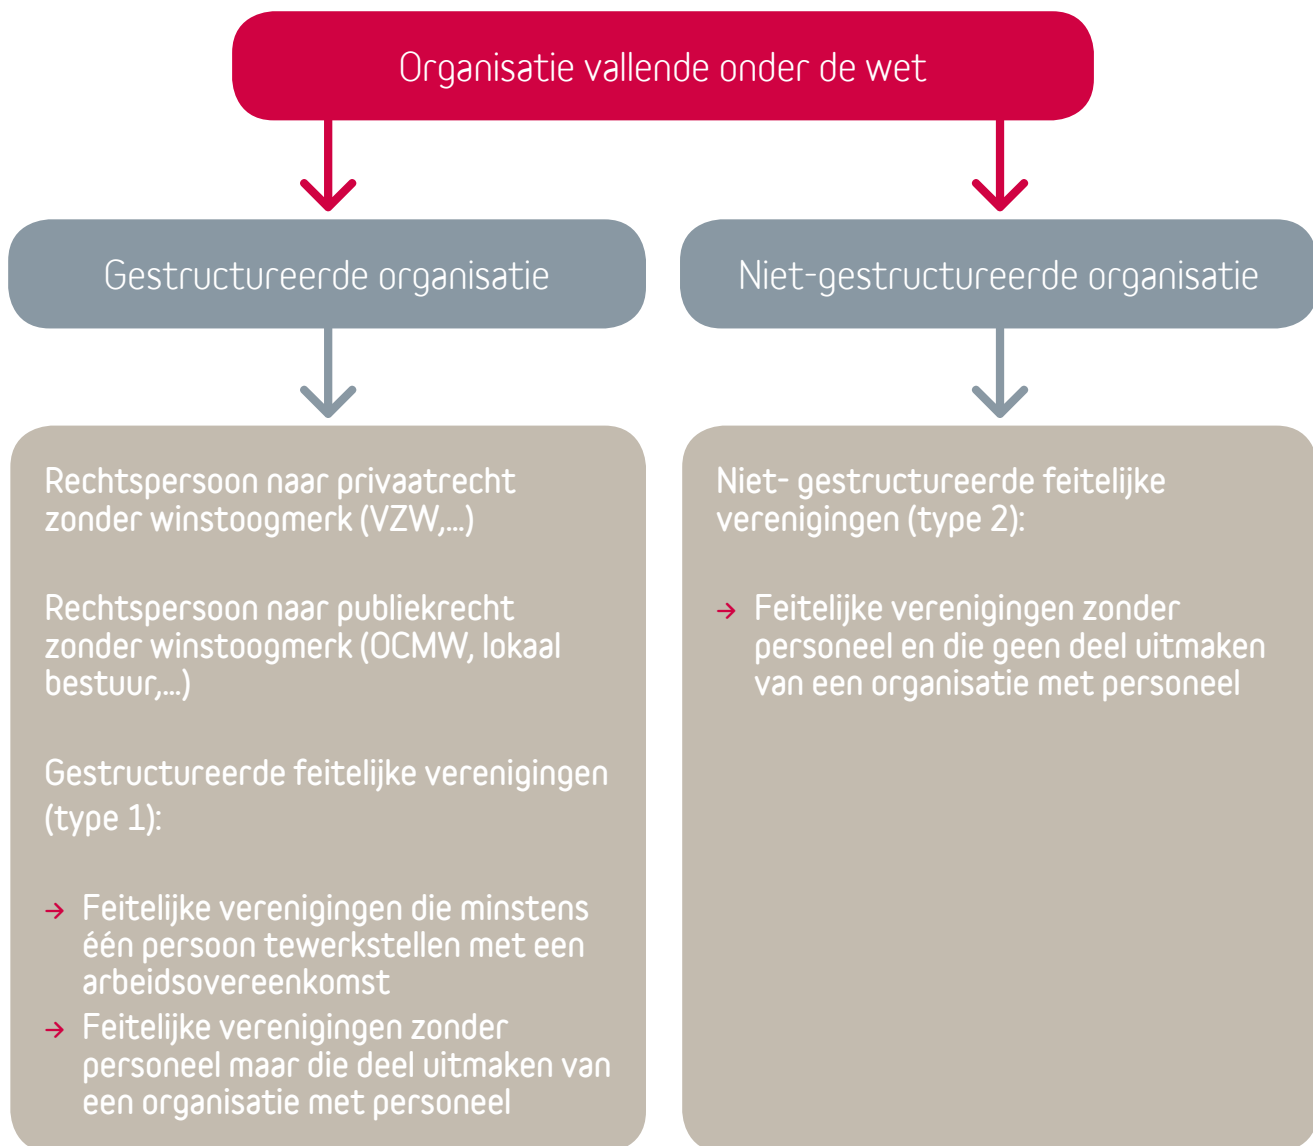 Organisatie vallende onder de wet
Gestructureerde organisatie
Niet-gestructureerde organisatie
Rechtspersoon naar privaatrecht
zonder winstoogmerk (VZW,...)
Rechtspersoon naar publiekrecht
zonder winstoogmerk (OCMW, lokaal
bestuur,...)
Gestructureerde feitelijke verenigingen
(type 1):
→ Feitelijke verenigingen die minstens
één persoon tewerkstellen met een
arbeidsovereenkomst
→ Feitelijke verenigingen zonder
personeel maar die deel uitmaken van
een organisatie met personeel
Niet- gestructureerde feitelijke
verenigingen (type 2):
→ Feitelijke verenigingen zonder
personeel en die geen deel uitmaken
van een organisatie met personeel